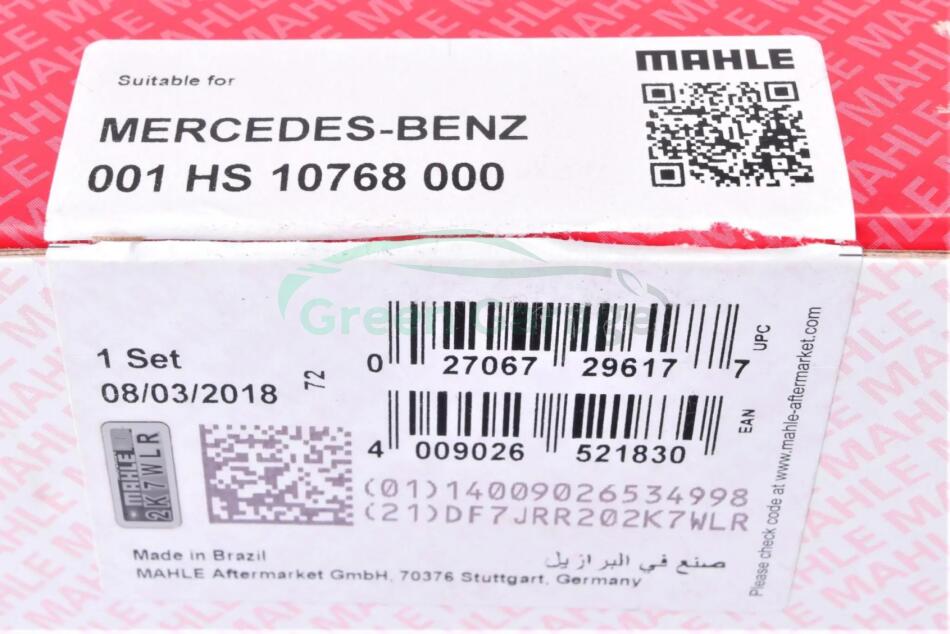 MAHLE
Suitable for
MERCEDES-BENZ
001 HS 10768 000
Green Garage
1 Set
08/03/2018
72
0 27067 29617 7
UPC
4 009026 521830
EAN
MAHLE
2K7WLR
(01)14009026534998
(21)DF7JRR202K7WLR
Made in Brazil
صنع في البرازيل
MAHLE Aftermarket GmbH, 70376 Stuttgart, Germany
Please check code at www.mahle-aftermarket.com